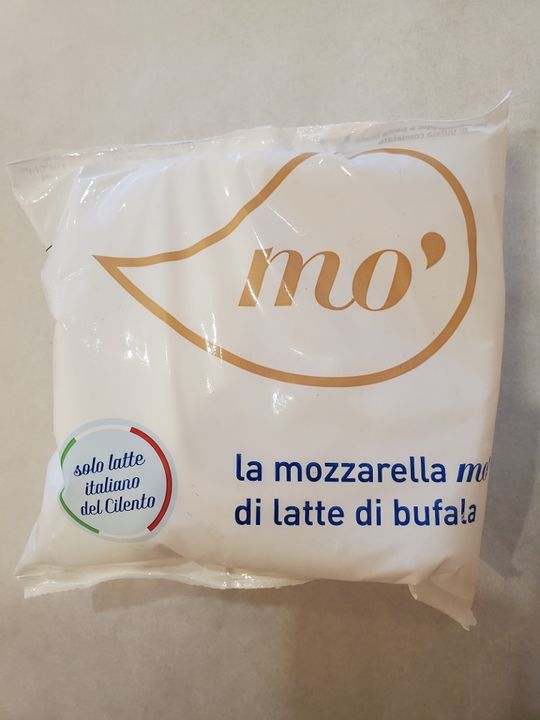 mo'
solo latte
italiano
del Cilento
la mozzarella mo'
di latte di bufala